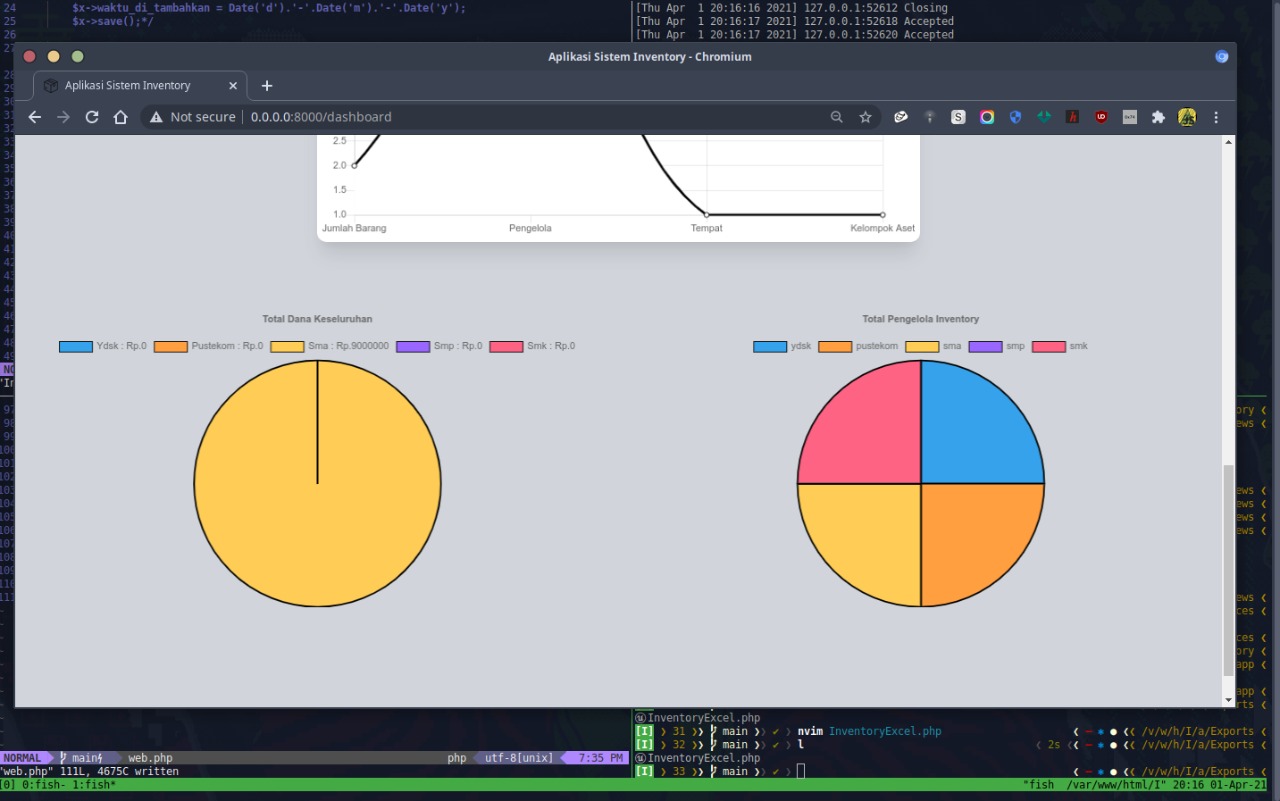 24 $x->waktu_di_tambahkan = Date('d').'-'.Date('m').'-'.Date('y');
25 $x->save();*/
26
27
[Thu Apr 1 20:16:16 2021] 127.0.0.1:52612 Closing
[Thu Apr 1 20:16:17 2021] 127.0.0.1:52618 Accepted
[Thu Apr 1 20:16:17 2021] 127.0.0.1:52620 Accepted
Aplikasi Sistem Inventory - Chromium
Aplikasi Sistem Inventory
Not secure 0.0.0.0:8000/dashboard
2.5
2.0
1.5
1.0
Jumlah Barang Pengelola Tempat Kelompok Aset
Total Dana Keseluruhan
Ydsk : Rp.0 Pustekom : Rp.0 Sma : Rp.9000000 Smp : Rp.0 Smk : Rp.0
Total Pengelola Inventory
ydsk pustekom sma smp smk
InventoryExcel.php
[I] 31 main nvim InventoryExcel.php /v/w/h/I/a/Exports
[I] 32 main l 2s /v/w/h/I/a/Exports
InventoryExcel.php
[I] 33 main /v/w/h/I/a/Exports
NORMAL main web.php php utf-8[unix] 7:35 PM
"web.php" 111L, 4675C written
[0] 0:fish- 1:fish* "fish /var/www/html/I" 20:16 01-Apr-21